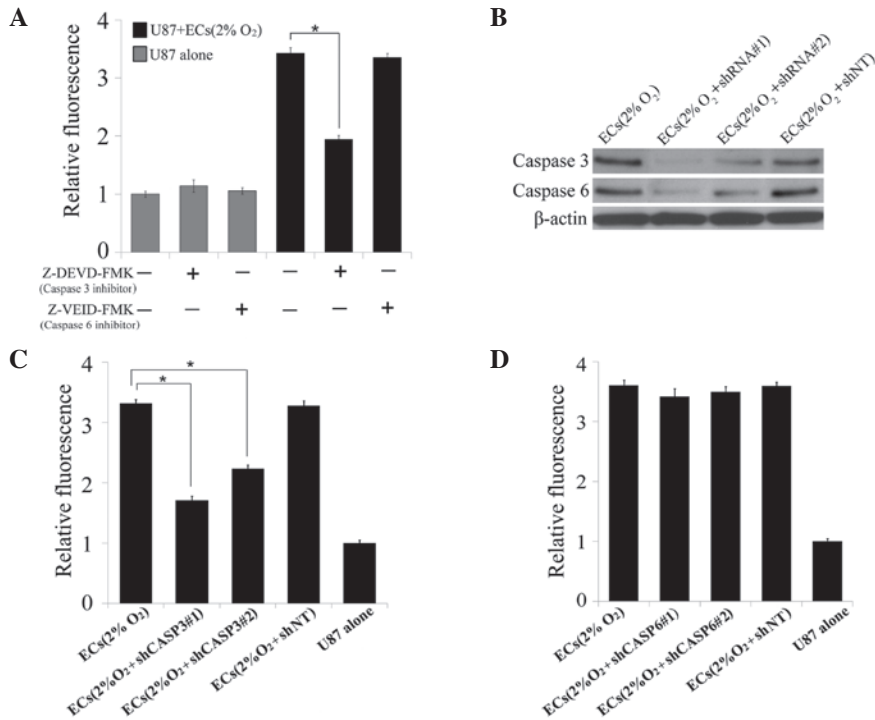 A
U87+ECs(2% O₂)
U87 alone
Relative fluorescence
4
3
2
1
0
*
Z-DEVD-FMK — + — — + —
(Caspase 3 inhibitor)
Z-VEID-FMK — — + — — +
(Caspase 6 inhibitor)
B
ECs(2% O₂)
ECs(2% O₂+shRNA#1)
ECs(2% O₂+shRNA#2)
ECs(2% O₂+shNT)
Caspase 3
Caspase 6
β-actin
C
Relative fluorescence
4
3
2
1
0
*
*
ECs(2% O₂)
ECs(2%O₂+shCASP3#1)
ECs(2%O₂+shCASP3#2)
ECs(2%O₂+shNT)
U87 alone
D
Relative fluorescence
4
3
2
1
0
ECs(2% O₂)
ECs(2%O₂+shCASP6#1)
ECs(2%O₂+shCASP6#2)
ECs(2%O₂+shNT)
U87 alone